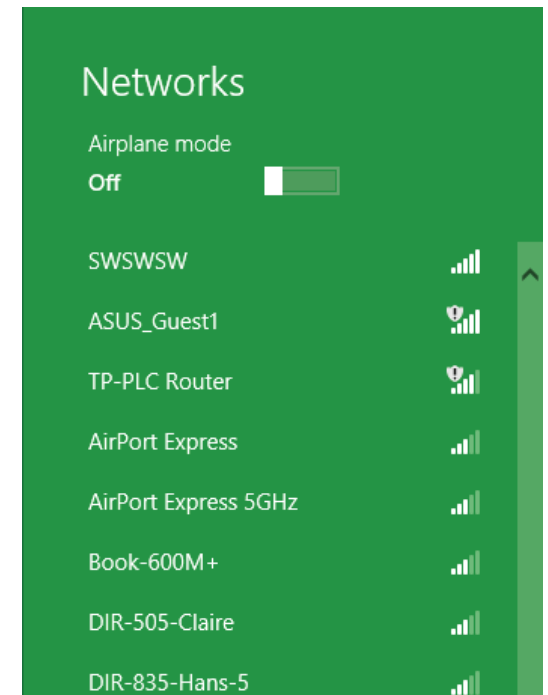 Networks
Airplane mode
Off
SWSWSW
ASUS_Guest1
TP-PLC Router
AirPort Express
AirPort Express 5GHz
Book-600M+
DIR-505-Claire
DIR-835-Hans-5